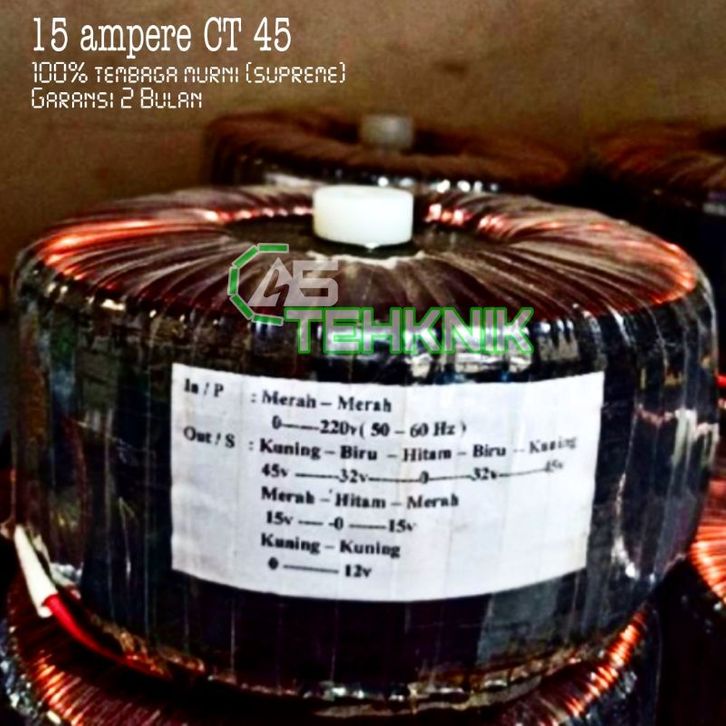 15 ampere CT 45
100% tembaga murni (supreme)
Garansi 2 Bulan
AB
TEHKNIK
In / P : Merah – Merah
0——220v ( 50 – 60 Hz )
Out / S : Kuning – Biru – Hitam – Biru – Kuning
45v ——32v———0———32v———45v
Merah – Hitam – Merah
15v —– -0 ——15v
Kuning – Kuning
0 ——— 12v